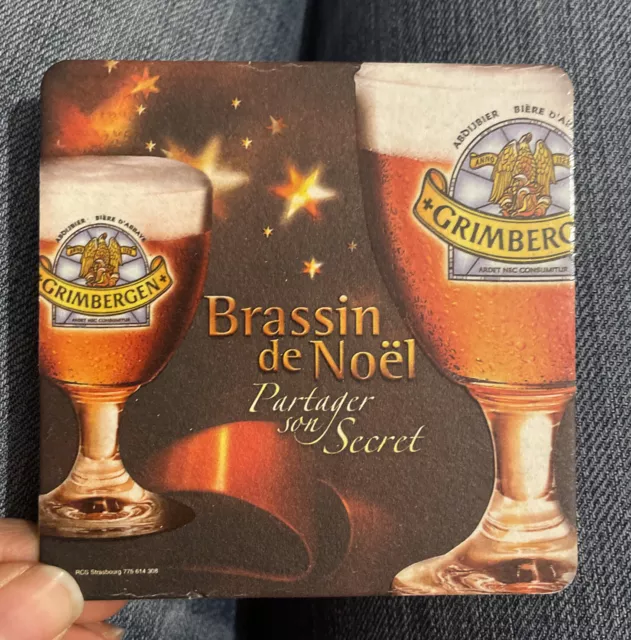 ABDIJBIER BIÈRE D'ABBAYE
ANNO
GRIMBERGEN
ARDET NEC CONSUMITUR
ABDIJBIER BIÈRE D'A
ANNO
GRIMBERG
ARDET NEC CONSUMITUR
Brassin
de Noël
Partager
son
Secret
RCS Strasbourg 775 614 308